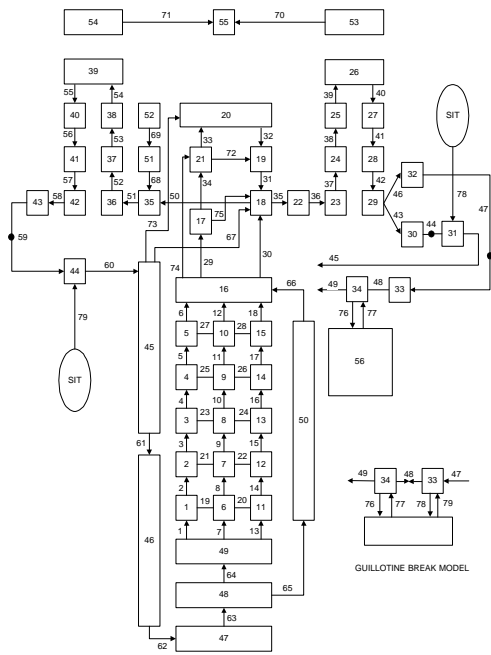 71 70
54 55 53
39 26
55 54 39 40
40 38 52 20 25 27 SIT
56 53 69 33 32 38 41
41 37 51 21 72 19 24 28
57 52 68 34 31 37 42 32 78 47
43 58 42 36 51 35 50 18 35 22 36 23 29 46
73 17 75 67 43 30 44 31
59 74 29 30 45
44 60 16 66 49 34 48 33
79 6 12 18 76 77
5 27 10 28 15 56
SIT 45 5 11 17
4 25 9 26 14 50
4 10 16
3 23 8 24 13
61 3 9 15
2 21 7 22 12 49 34 48 33 47
46 2 8 14 76 77 78 79
1 19 6 20 11
1 7 13
49 GUILLOTINE BREAK MODEL
64 65
48
63
62 47